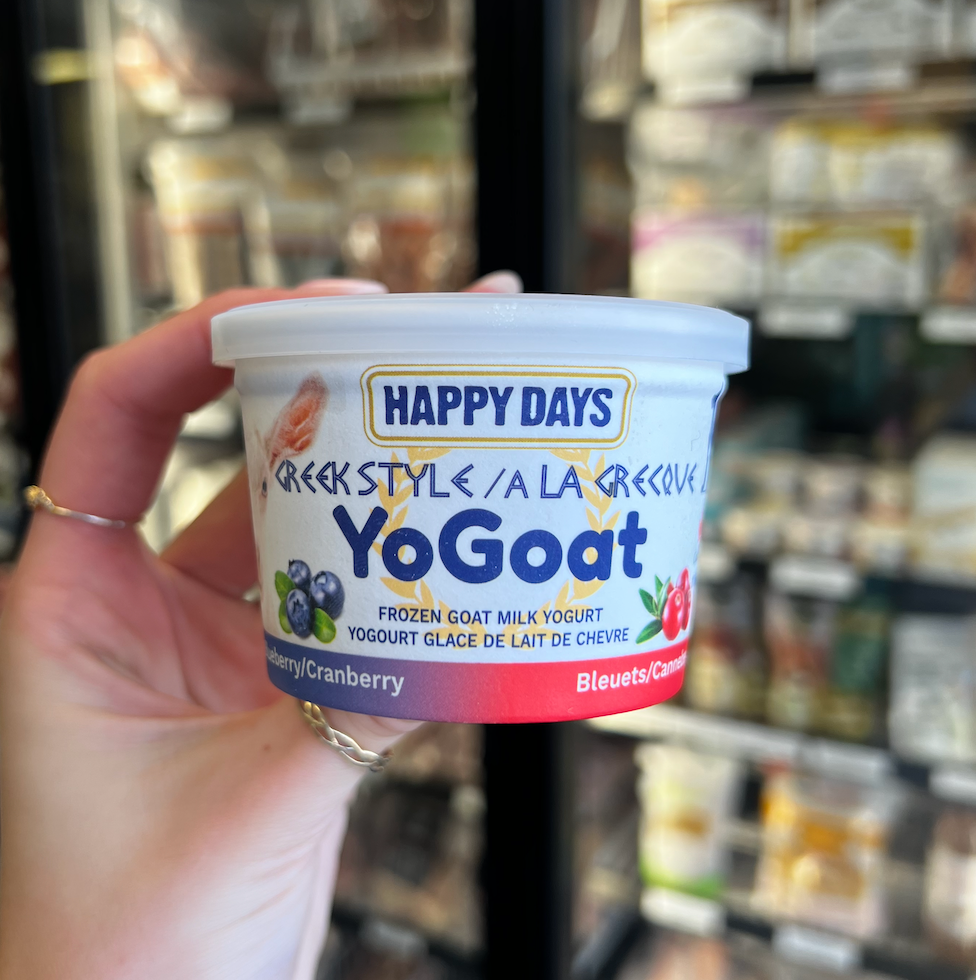 HAPPY DAYS
GREEK STYLE / A LA GRECQUE
YoGoat
FROZEN GOAT MILK YOGURT
YOGOURT GLACE DE LAIT DE CHEVRE
Cranberry
Bleuets/